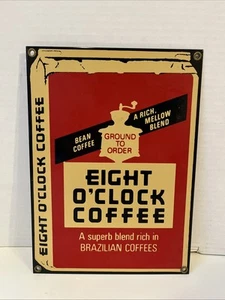 EIGHT O'CLOCK COFFEE
BEAN
COFFEE
GROUND
TO
ORDER
A RICH,
MELLOW
BLEND
EIGHT
O'CLOCK
COFFEE
A superb blend rich in
BRAZILIAN COFFEES